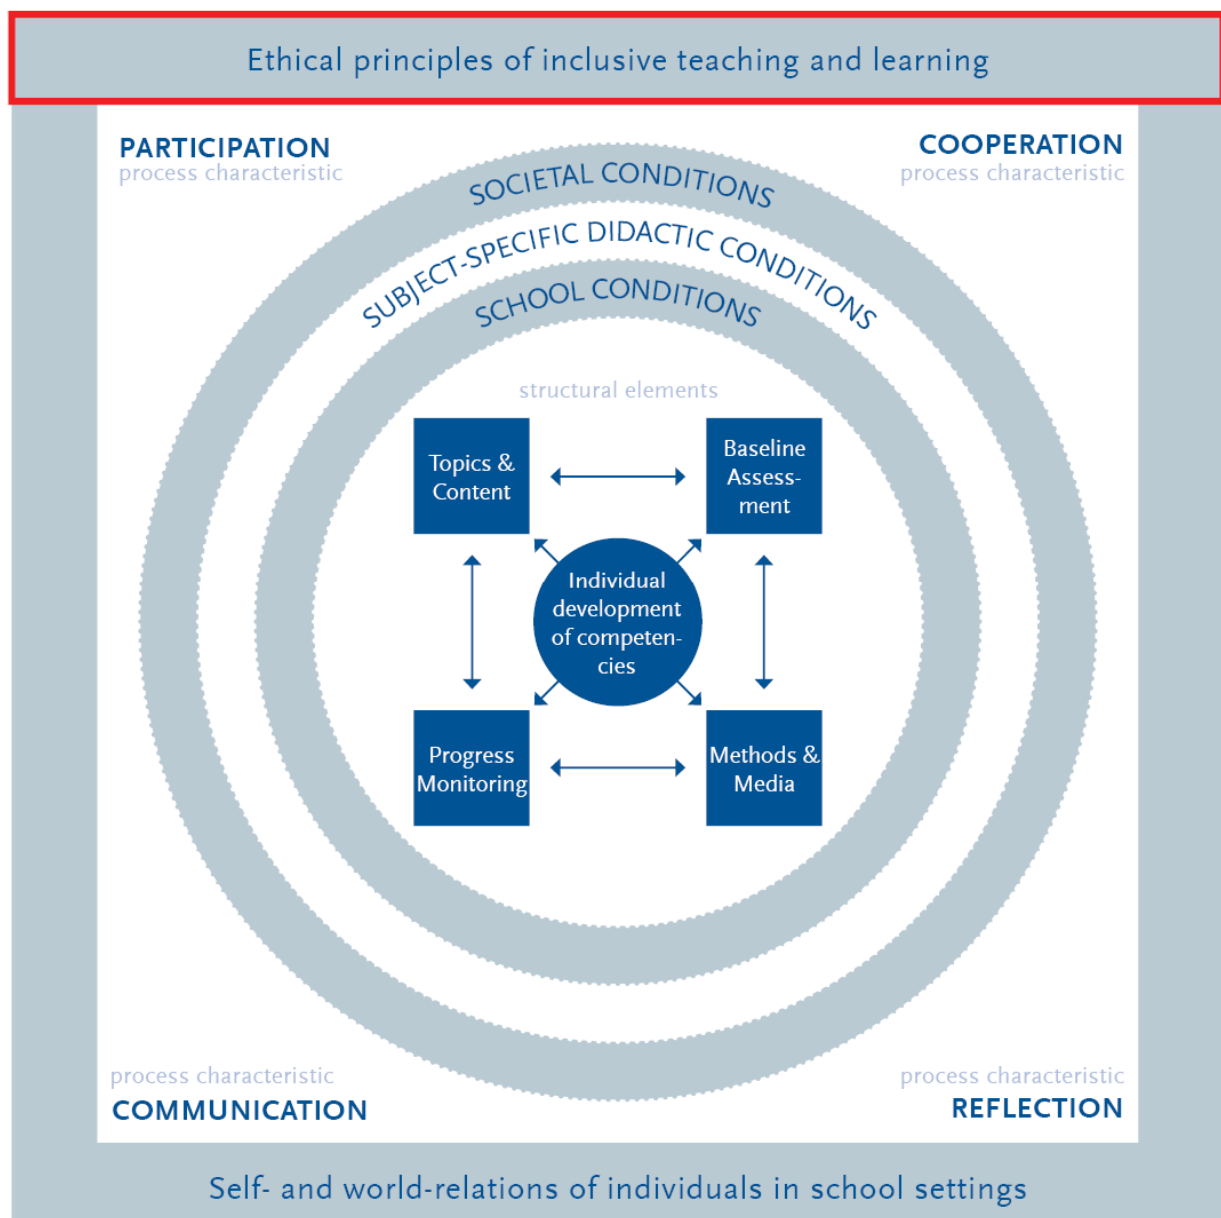 Ethical principles of inclusive teaching and learning
PARTICIPATION
process characteristic
COOPERATION
process characteristic
SOCIETAL CONDITIONS
SUBJECT-SPECIFIC DIDACTIC CONDITIONS
SCHOOL CONDITIONS
structural elements
Topics &
Content
Baseline
Assess-
ment
Individual
development
of competen-
cies
Progress
Monitoring
Methods &
Media
process characteristic
COMMUNICATION
process characteristic
REFLECTION
Self- and world-relations of individuals in school settings